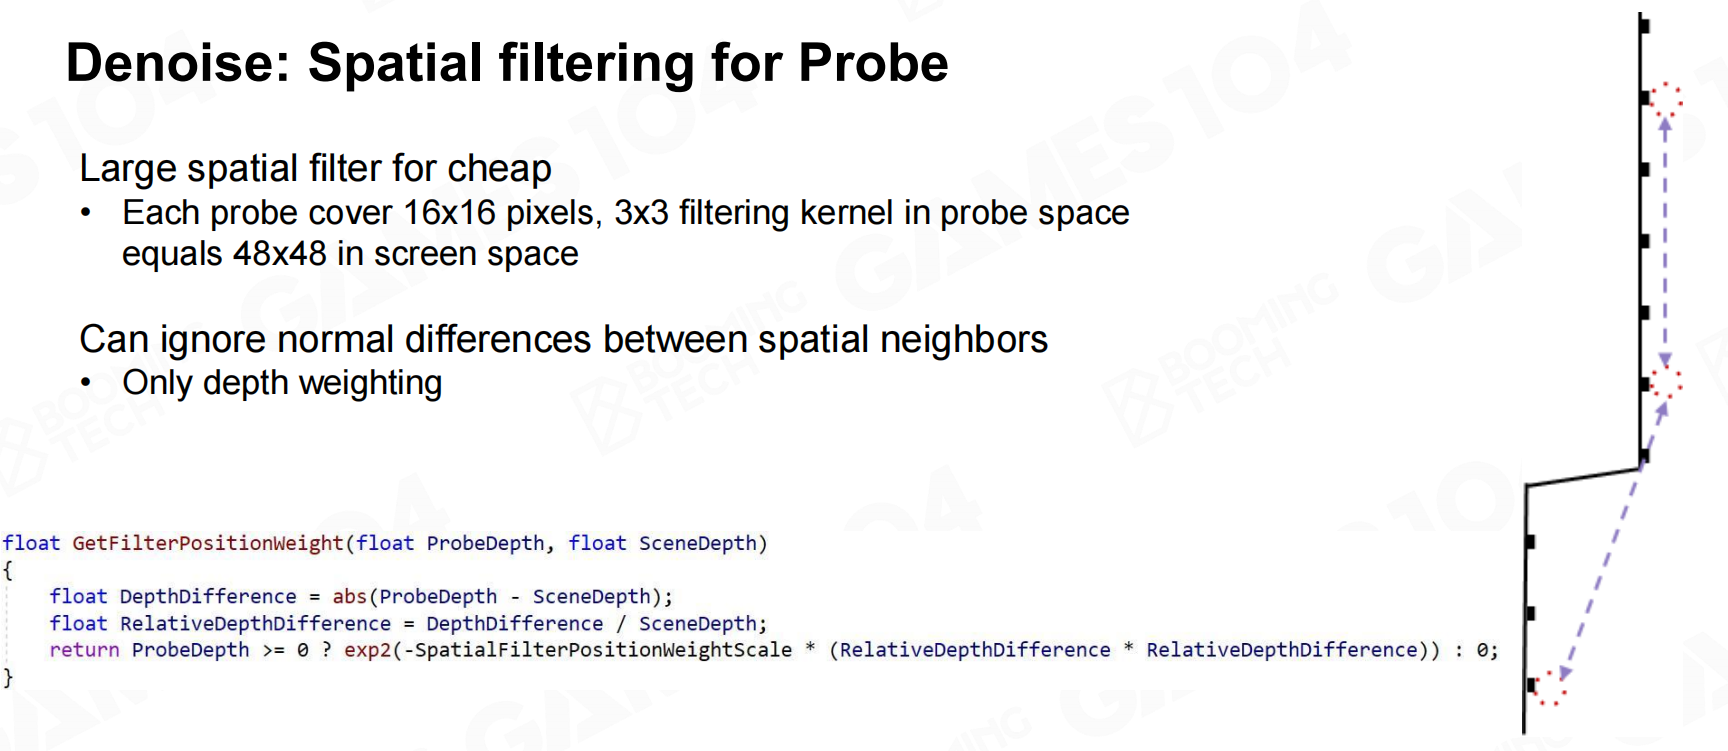 Denoise: Spatial filtering for Probe
Large spatial filter for cheap
• Each probe cover 16x16 pixels, 3x3 filtering kernel in probe space
equals 48x48 in screen space
Can ignore normal differences between spatial neighbors
• Only depth weighting
float GetFilterPositionWeight(float ProbeDepth, float SceneDepth)
{
    float DepthDifference = abs(ProbeDepth - SceneDepth);
    float RelativeDepthDifference = DepthDifference / SceneDepth;
    return ProbeDepth >= 0 ? exp2(-SpatialFilterPositionWeightScale * (RelativeDepthDifference * RelativeDepthDifference)) : 0;
}
GAMES104
BOOMING
TECH